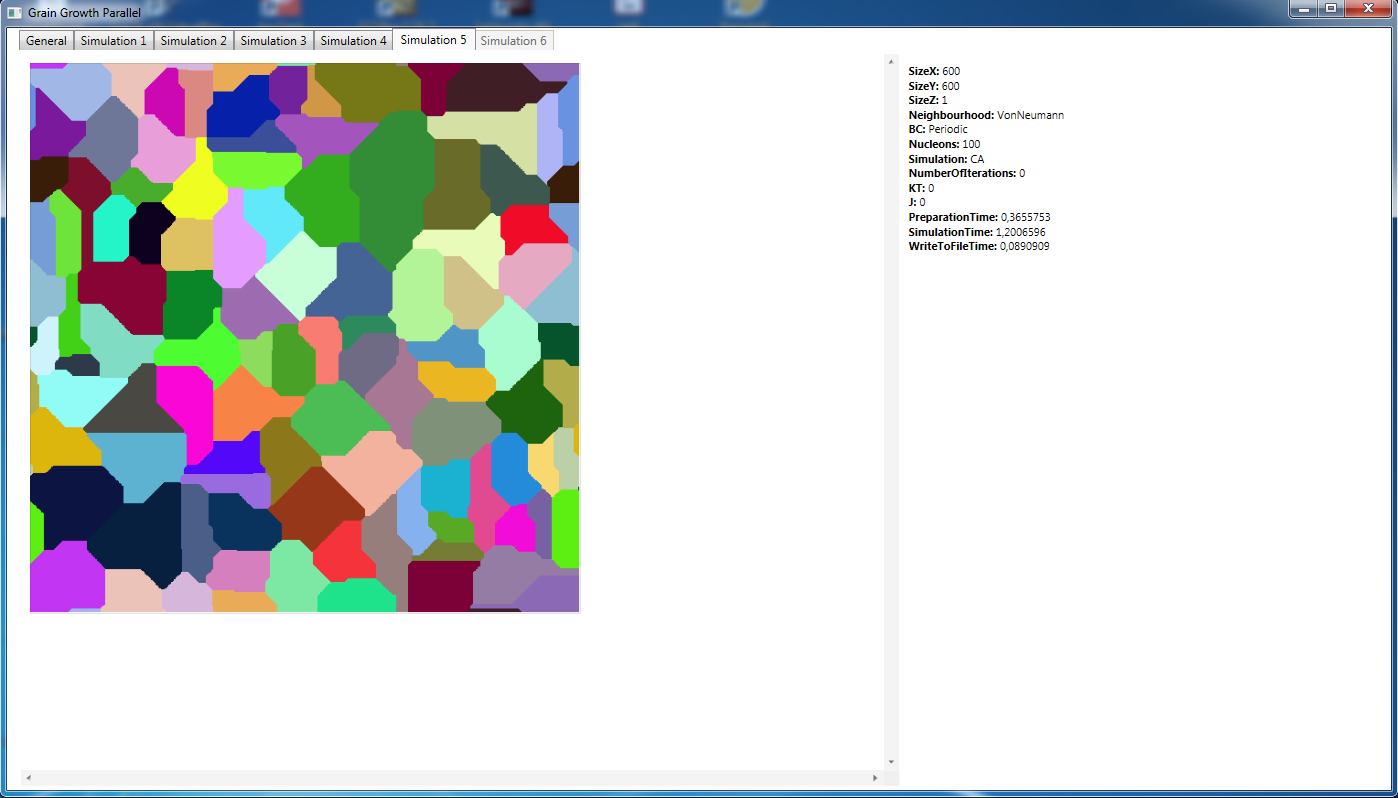 Grain Growth Parallel
General Simulation 1 Simulation 2 Simulation 3 Simulation 4 Simulation 5 Simulation 6
SizeX: 600
SizeY: 600
SizeZ: 1
Neighbourhood: VonNeumann
BC: Periodic
Nucleons: 100
Simulation: CA
NumberOfIterations: 0
KT: 0
J: 0
PreparationTime: 0,3655753
SimulationTime: 1,2006596
WriteToFileTime: 0,0890909